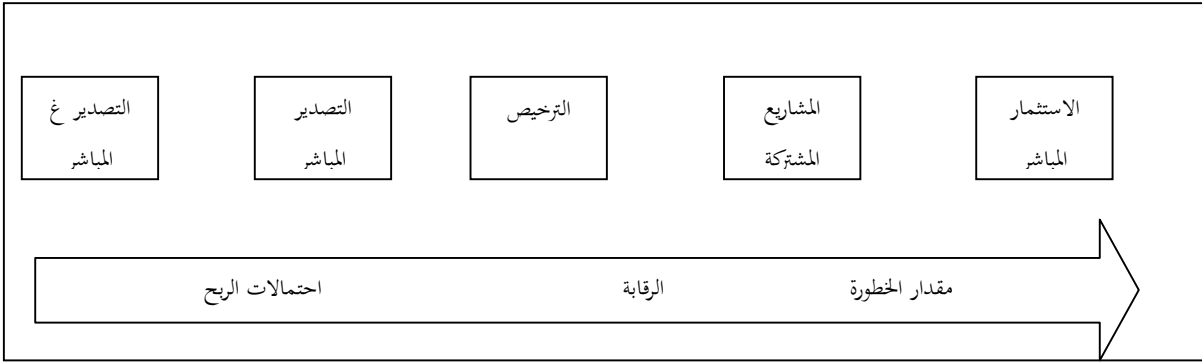 الاستثمار
المباشر
المشاريع
المشتركة
الترخيص
التصدير
المباشر
التصدير غ
المباشر
مقدار الخطورة
الرقابة
احتمالات الربح